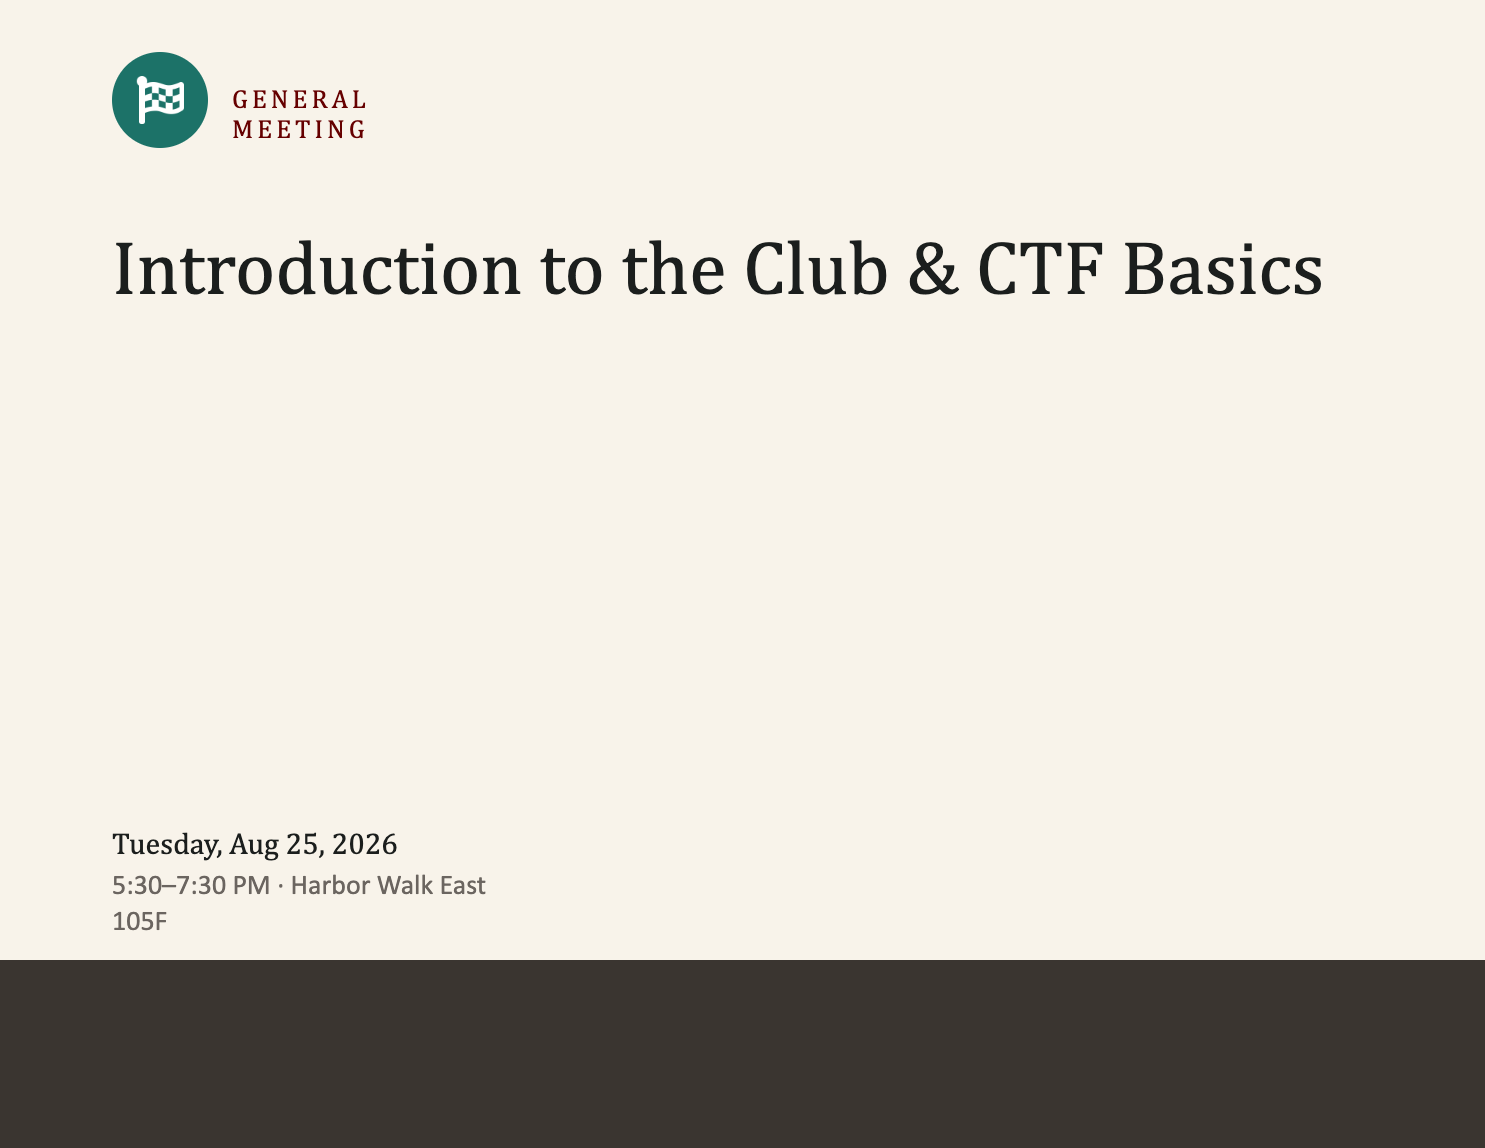 GENERAL
MEETING
Introduction to the Club & CTF Basics
Tuesday, Aug 25, 2026
5:30–7:30 PM · Harbor Walk East
105F